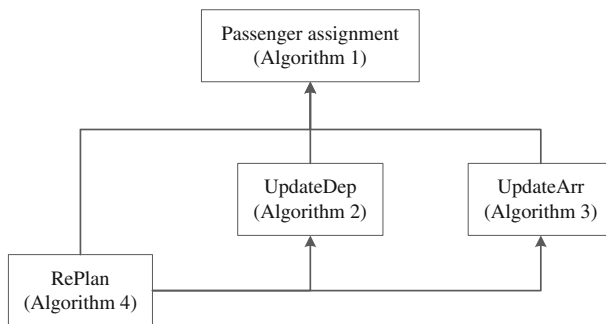 Passenger assignment
(Algorithm 1)
UpdateDep
(Algorithm 2)
UpdateArr
(Algorithm 3)
RePlan
(Algorithm 4)